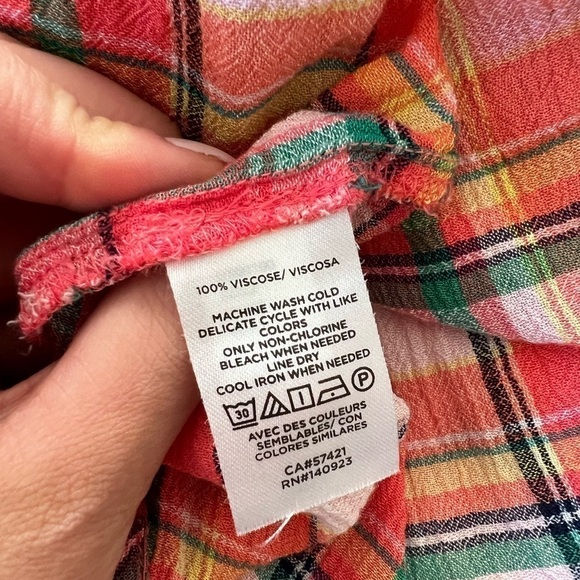 100% VISCOSE/ VISCOSA
MACHINE WASH COLD
DELICATE CYCLE WITH LIKE
COLORS
ONLY NON-CHLORINE
BLEACH WHEN NEEDED
LINE DRY
COOL IRON WHEN NEEDED
30 P
AVEC DES COULEURS
SEMBLABLES/ CON
COLORES SIMILARES
CA#57421
RN#140923